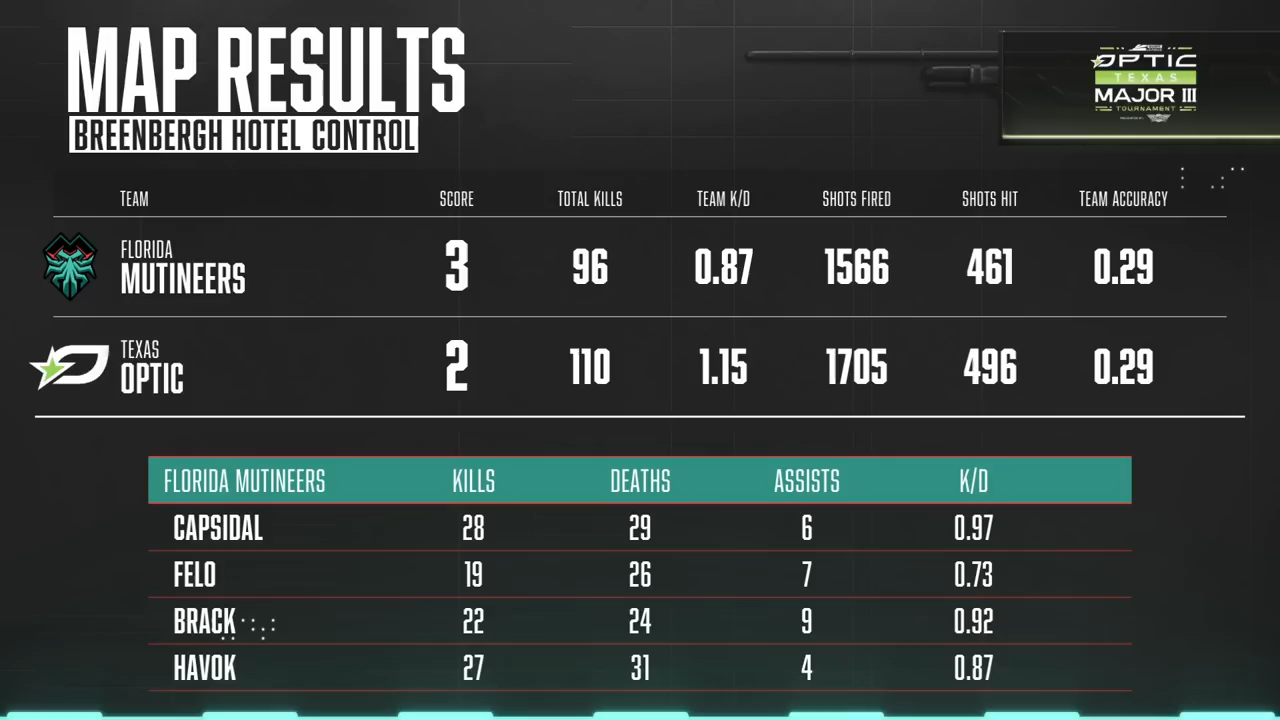 MAP RESULTS
BREENBERGH HOTEL CONTROL
OPTIC
TEXAS
MAJOR III
TOURNAMENT
TEAM SCORE TOTAL KILLS TEAM K/D SHOTS FIRED SHOTS HIT TEAM ACCURACY
FLORIDA
MUTINEERS 3 96 0.87 1566 461 0.29
TEXAS
OPTIC 2 110 1.15 1705 496 0.29
FLORIDA MUTINEERS KILLS DEATHS ASSISTS K/D
CAPSIDAL 28 29 6 0.97
FELO 19 26 7 0.73
BRACK 22 24 9 0.92
HAVOK 27 31 4 0.87